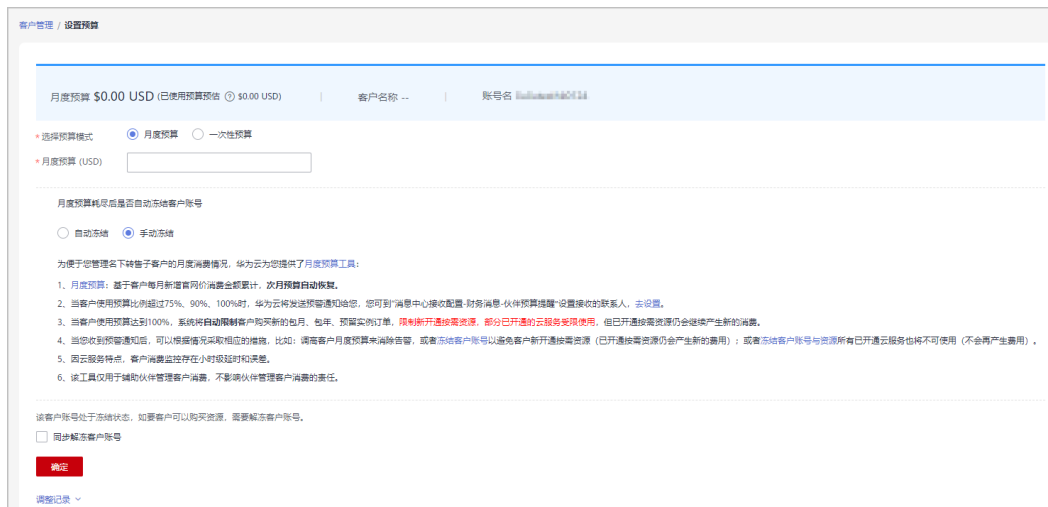 客户管理 / 设置预算
月度预算 $0.00 USD (已使用预算预估 ? $0.00 USD) | 客户名称 -- | 账号名
* 选择预算模式 月度预算 一次性预算
* 月度预算 (USD)
月度预算耗尽后是否自动冻结客户账号
自动冻结 手动冻结
为便于您管理名下转售子客户的月度消费情况，华为云为您提供了月度预算工具：
1、月度预算：基于客户每月新增官网价消费金额累计，次月预算自动恢复。
2、当客户使用预算比例超过75%、90%、100%时，华为云将发送预警通知给您，您可到"消息中心接收配置-财务消息-伙伴预算提醒"设置接收的联系人，去设置。
3、当客户使用预算达到100%，系统将自动限制客户购买新的包月、包年、预留实例订单，限制新开通按需资源，部分已开通的云服务受限使用，但已开通按需资源仍会继续产生新的消费。
4、当您收到预警通知后，可以根据情况采取相应的措施，比如：调高客户月度预算来消除告警，或者冻结客户账号以避免客户新开通按需资源（已开通按需资源仍会产生新的费用）；或者冻结客户账号与资源所有已开通云服务也将不可使用（不会再产生费用）。
5、因云服务特点，客户消费监控存在小时级延时和误差。
6、该工具仅用于辅助伙伴管理客户消费，不影响伙伴管理客户消费的责任。
该客户账号处于冻结状态，如要客户可以购买资源，需要解冻客户账号。
同步解冻客户账号
确定
调整记录